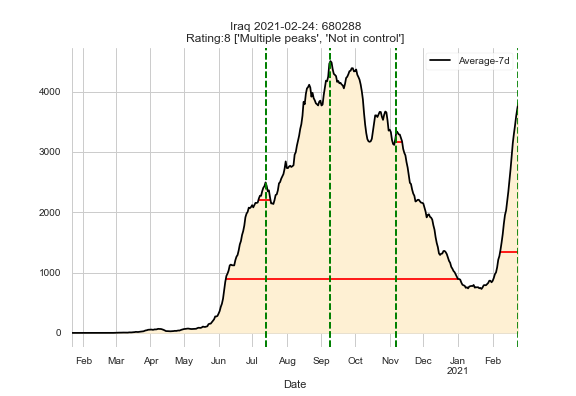 Iraq 2021-02-24: 680288
Rating:8 ['Multiple peaks', 'Not in control']
Average-7d
4000
3000
2000
1000
0
Feb Mar Apr May Jun Jul Aug Sep Oct Nov Dec Jan Feb
2021
Date